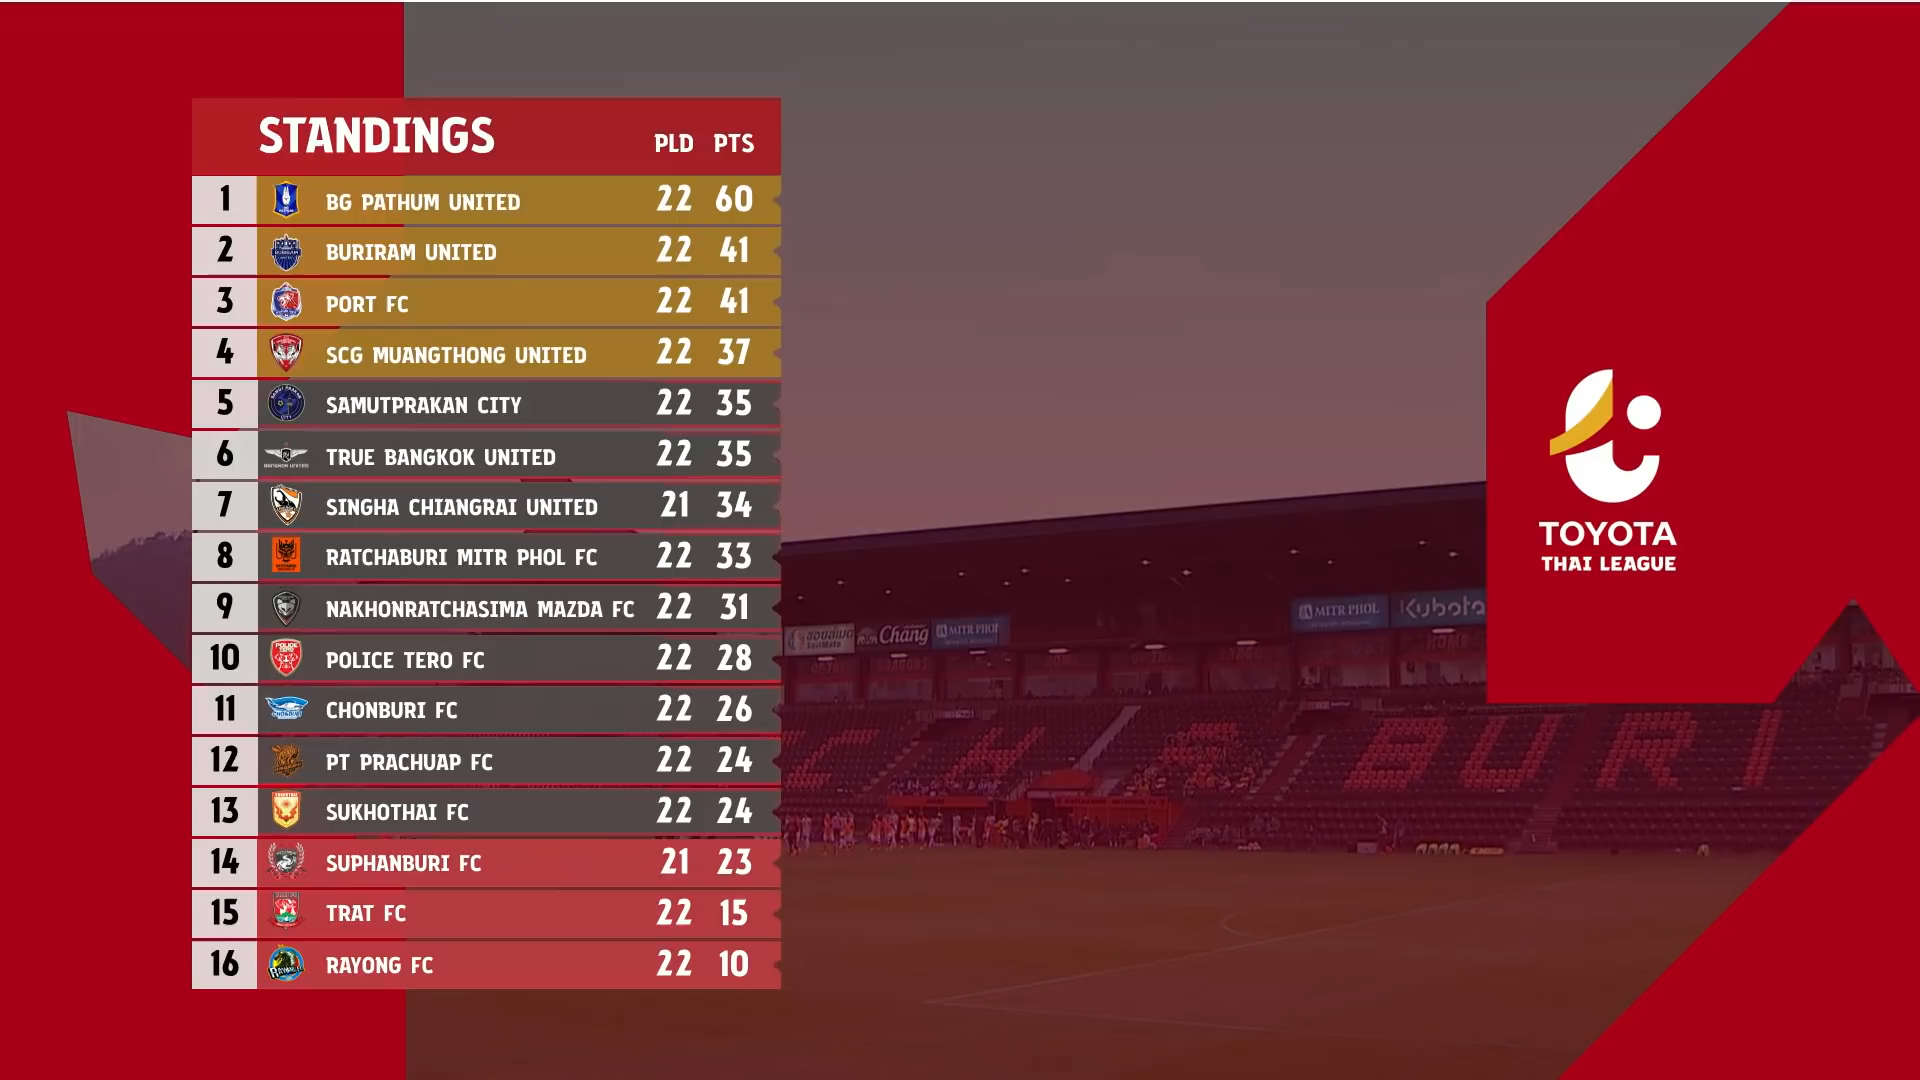 STANDINGS PLD PTS
1 BG PATHUM UNITED 22 60
2 BURIRAM UNITED 22 41
3 PORT FC 22 41
4 SCG MUANGTHONG UNITED 22 37
5 SAMUTPRAKAN CITY 22 35
6 TRUE BANGKOK UNITED 22 35
7 SINGHA CHIANGRAI UNITED 21 34
8 RATCHABURI MITR PHOL FC 22 33
9 NAKHONRATCHASIMA MAZDA FC 22 31
10 POLICE TERO FC 22 28
11 CHONBURI FC 22 26
12 PT PRACHUAP FC 22 24
13 SUKHOTHAI FC 22 24
14 SUPHANBURI FC 21 23
15 TRAT FC 22 15
16 RAYONG FC 22 10
TOYOTA
THAI LEAGUE
MITR PHOL
Kubota
Chang
MITR PHOL
BURI